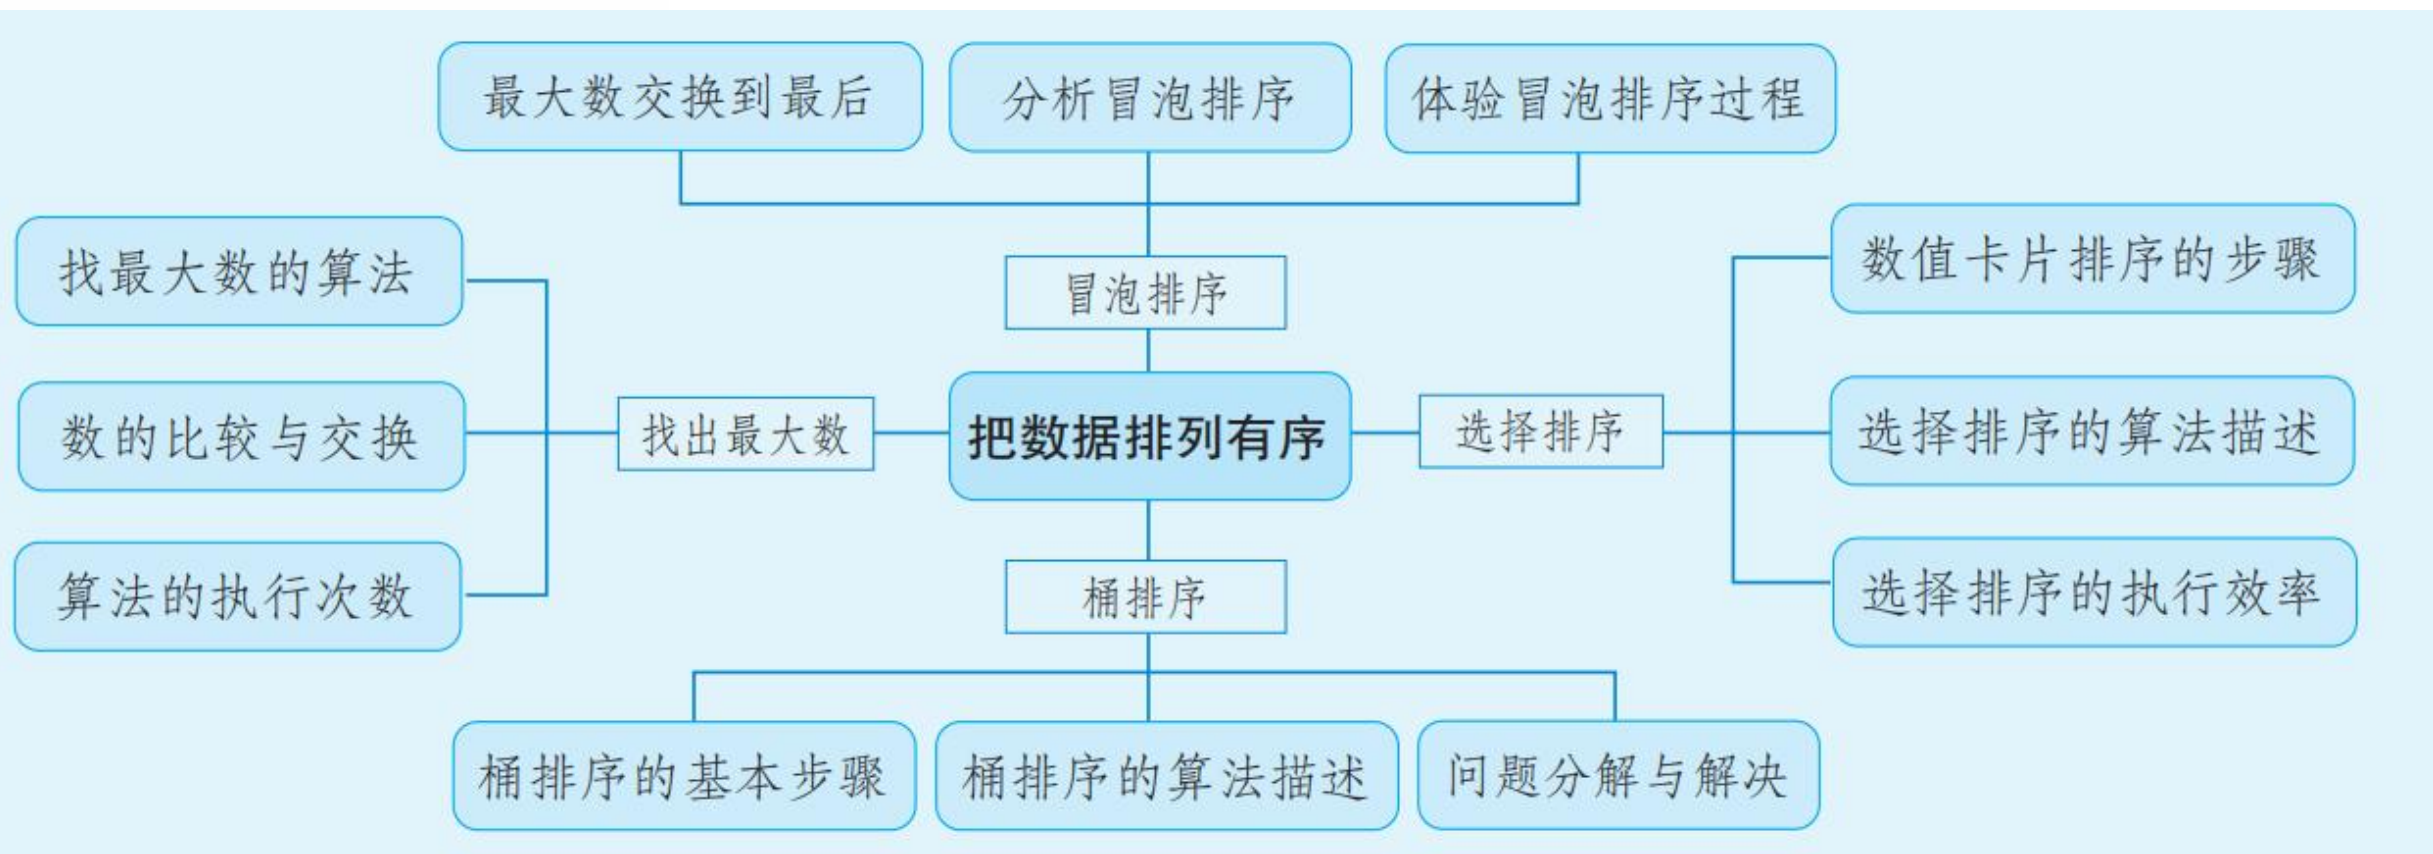 最大数交换到最后
分析冒泡排序
体验冒泡排序过程
冒泡排序
找最大数的算法
数的比较与交换
算法的执行次数
找出最大数
把数据排列有序
选择排序
数值卡片排序的步骤
选择排序的算法描述
选择排序的执行效率
桶排序
桶排序的基本步骤
桶排序的算法描述
问题分解与解决